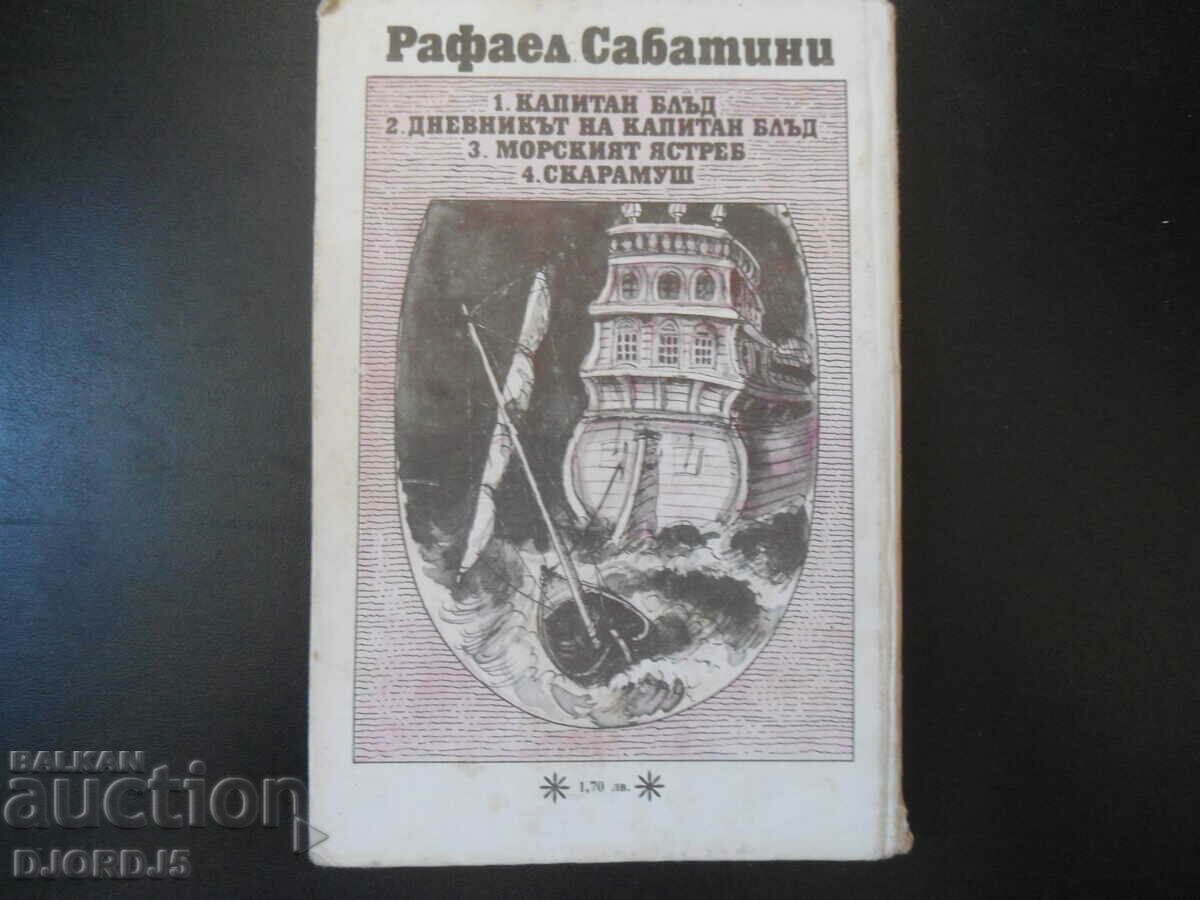 Рафаел Сабатини
1. КАПИТАН БЛЪД
2. ДНЕВНИКЪТ НА КАПИТАН БЛЪД
3. МОРСКИЯТ ЯСТРЕБ
4. СКАРАМУШ
1,70 лв.
BALKAN
auction
DJORD_15